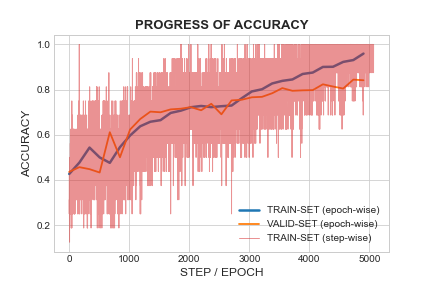 PROGRESS OF ACCURACY
1.0
0.8
0.6
0.4
0.2
ACCURACY
TRAIN-SET (epoch-wise)
VALID-SET (epoch-wise)
TRAIN-SET (step-wise)
0 1000 2000 3000 4000 5000
STEP / EPOCH